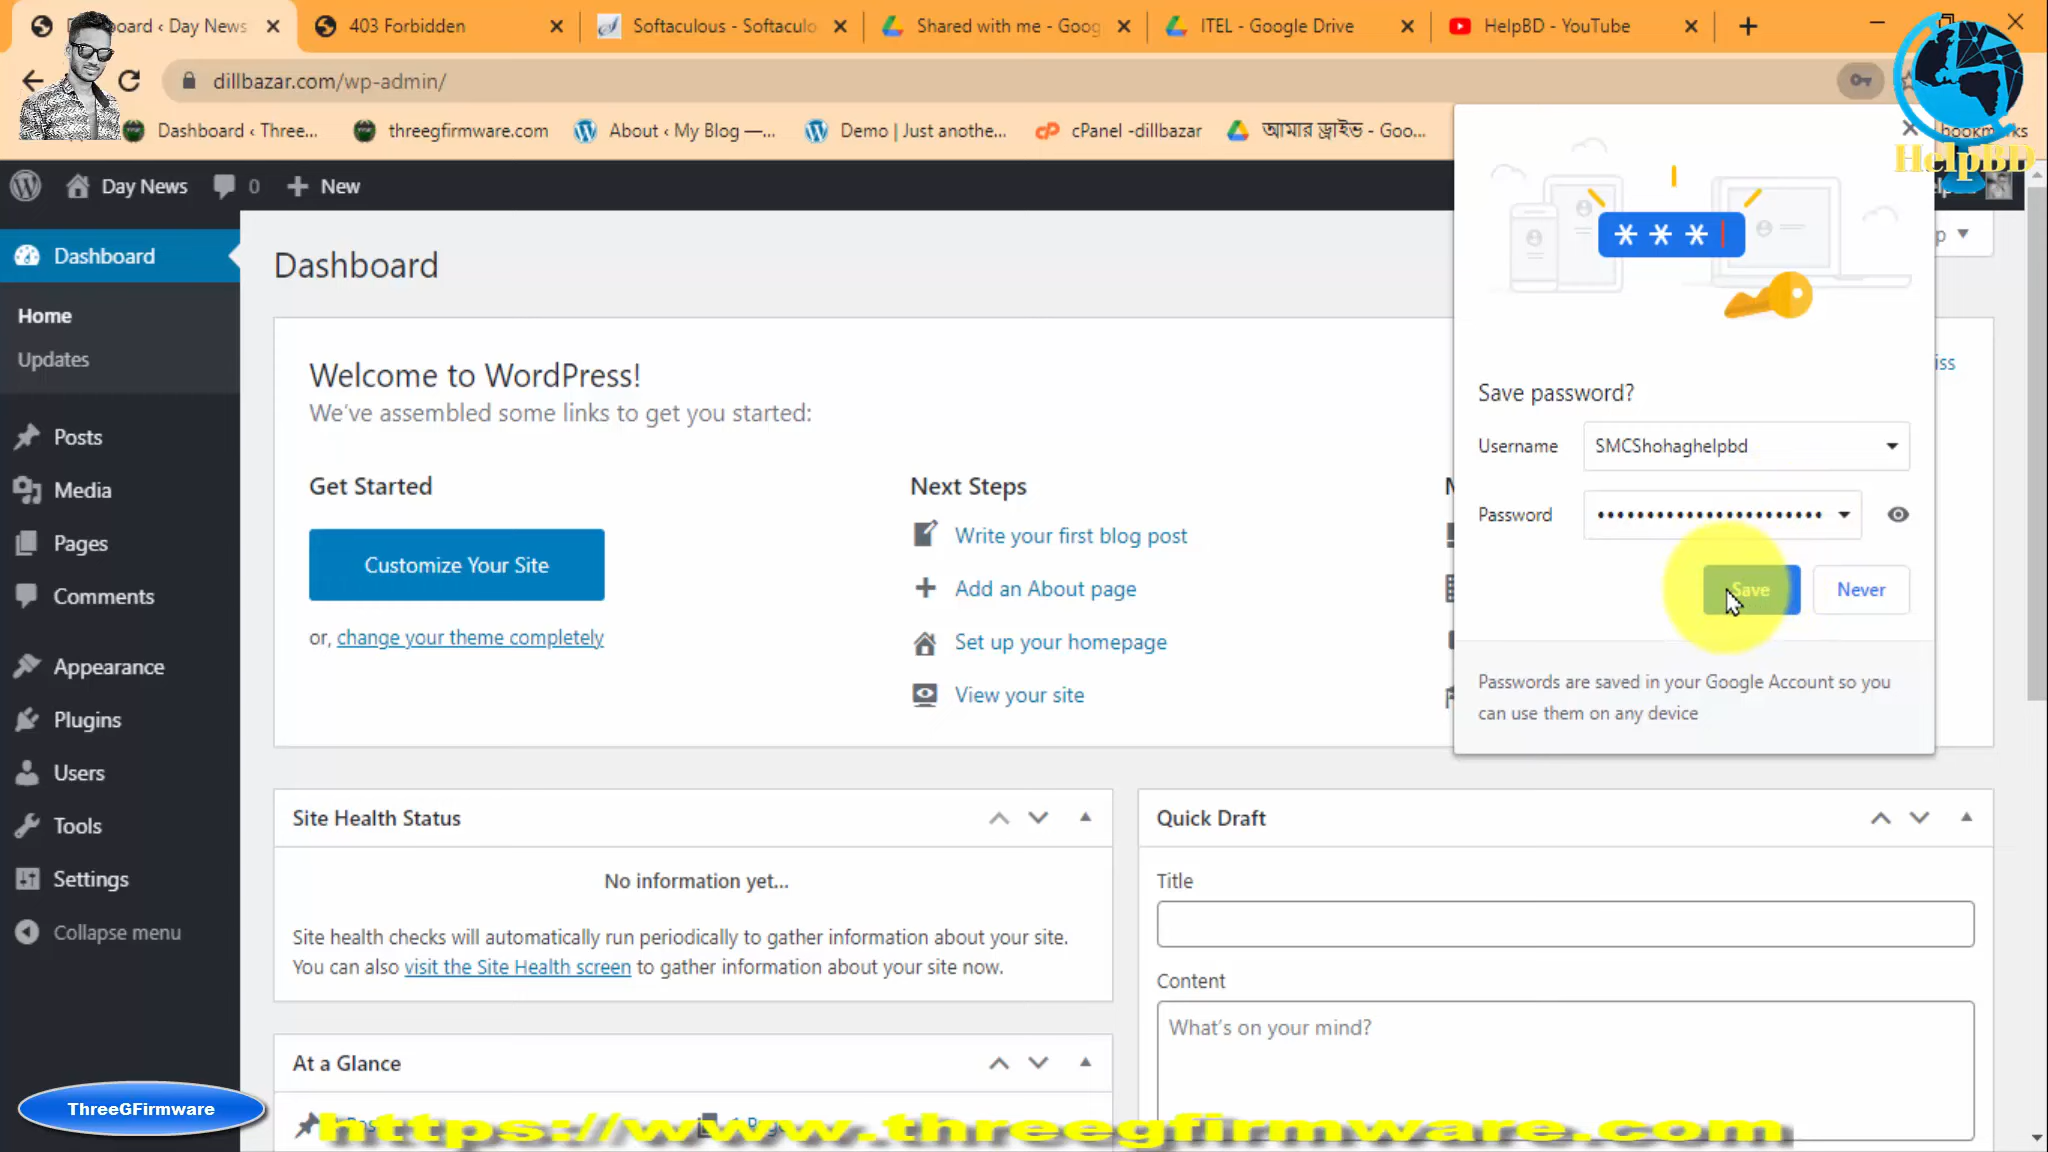 board ‹ Day News
403 Forbidden
Softaculous - Softaculo
Shared with me - Goog
ITEL - Google Drive
HelpBD - YouTube
dillbazar.com/wp-admin/
Dashboard ‹ Three...
threegfirmware.com
About ‹ My Blog —...
Demo | Just anothe...
cPanel -dillbazar
আমার ড্রাইভ - Goo...
bookmarks
HelpBD
Day News
0
New
Dashboard
Home
Updates
Posts
Media
Pages
Comments
Appearance
Plugins
Users
Tools
Settings
Collapse menu
Dashboard
Welcome to WordPress!
We've assembled some links to get you started:
Get Started
Customize Your Site
or, change your theme completely
Next Steps
Write your first blog post
Add an About page
Set up your homepage
View your site
***
Save password?
Username
SMCShohaghelpbd
Password
Save
Never
Passwords are saved in your Google Account so you
can use them on any device
Site Health Status
No information yet...
Site health checks will automatically run periodically to gather information about your site.
You can also visit the Site Health screen to gather information about your site now.
At a Glance
Quick Draft
Title
Content
What's on your mind?
ThreeGFirmware
https://www.threegfirmware.com